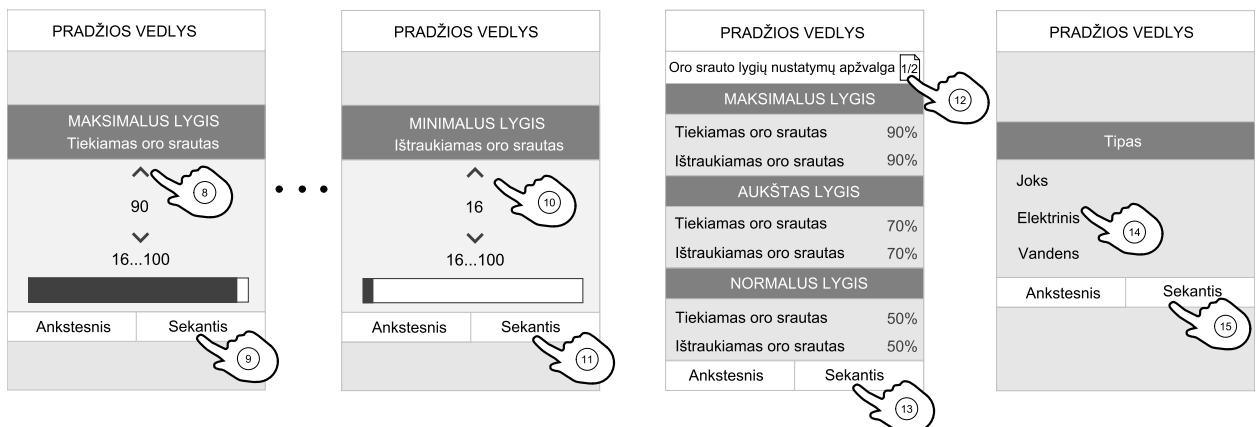 PRADŽIOS VEDLYS
MAKSIMALUS LYGIS
Tiekiamas oro srautas
8
90
16...100
Ankstesnis
Sekantis
9
PRADŽIOS VEDLYS
MINIMALUS LYGIS
Ištraukiamas oro srautas
10
16
16...100
Ankstesnis
Sekantis
11
PRADŽIOS VEDLYS
Oro srauto lygių nustatymų apžvalga 1/2
12
MAKSIMALUS LYGIS
Tiekiamas oro srautas 90%
Ištraukiamas oro srautas 90%
AUKŠTAS LYGIS
Tiekiamas oro srautas 70%
Ištraukiamas oro srautas 70%
NORMALUS LYGIS
Tiekiamas oro srautas 50%
Ištraukiamas oro srautas 50%
Ankstesnis
Sekantis
13
PRADŽIOS VEDLYS
Tipas
Joks
Elektrinis
14
Vandens
Ankstesnis
Sekantis
15